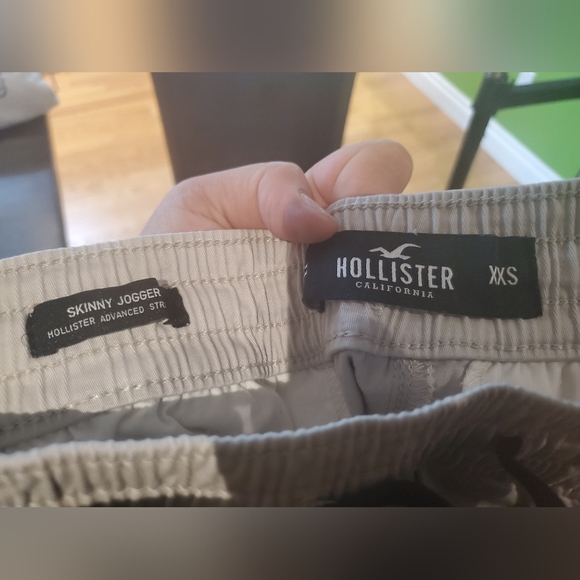 SKINNY JOGGER
HOLLISTER ADVANCED STR
HOLLISTER
CALIFORNIA
XXS